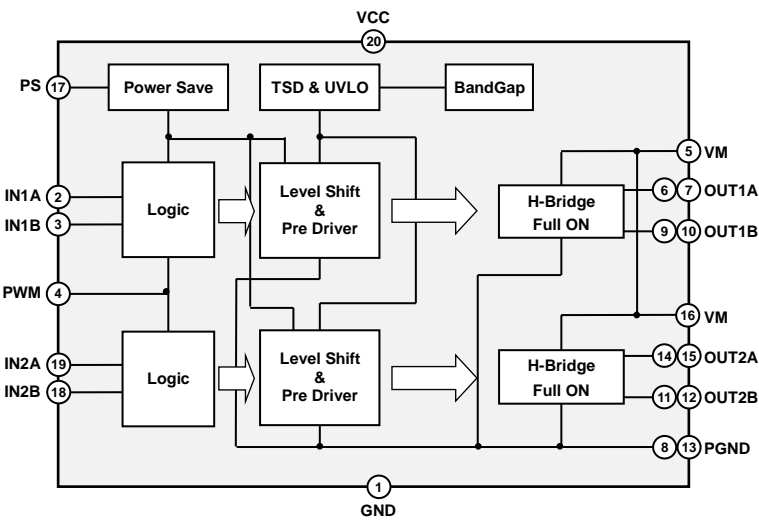 VCC
20
PS 17
Power Save
TSD & UVLO
BandGap
5 VM
IN1A 2
IN1B 3
Logic
Level Shift
&
Pre Driver
H-Bridge
Full ON
6 7 OUT1A
9 10 OUT1B
PWM 4
16 VM
IN2A 19
IN2B 18
Logic
Level Shift
&
Pre Driver
H-Bridge
Full ON
14 15 OUT2A
11 12 OUT2B
8 13 PGND
1
GND